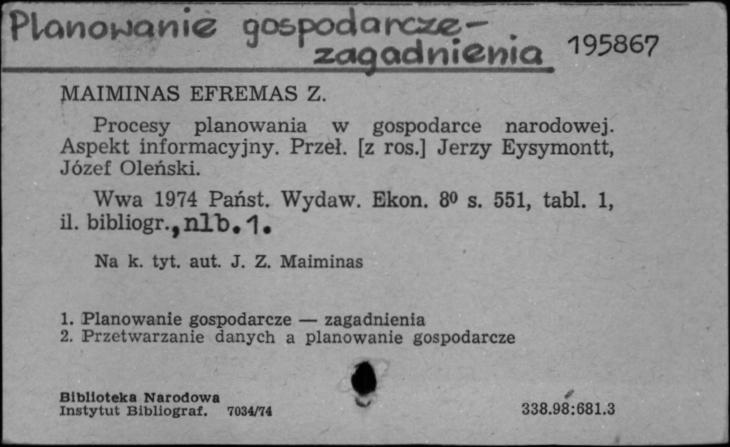 Planowanie gospodarcze-
zagadnienia 195867
MAIMINAS EFREMAS Z.
Procesy planowania w gospodarce narodowej.
Aspekt informacyjny. Przeł. [z ros.] Jerzy Eysymontt,
Józef Oleński.
Wwa 1974 Państ. Wydaw. Ekon. 8⁰ s. 551, tabl. 1,
il. bibliogr., nlb. 1.
Na k. tyt. aut. J. Z. Maiminas
1. Planowanie gospodarcze — zagadnienia
2. Przetwarzanie danych a planowanie gospodarcze
Biblioteka Narodowa
Instytut Bibliograf. 7034/74 338.98:681.3